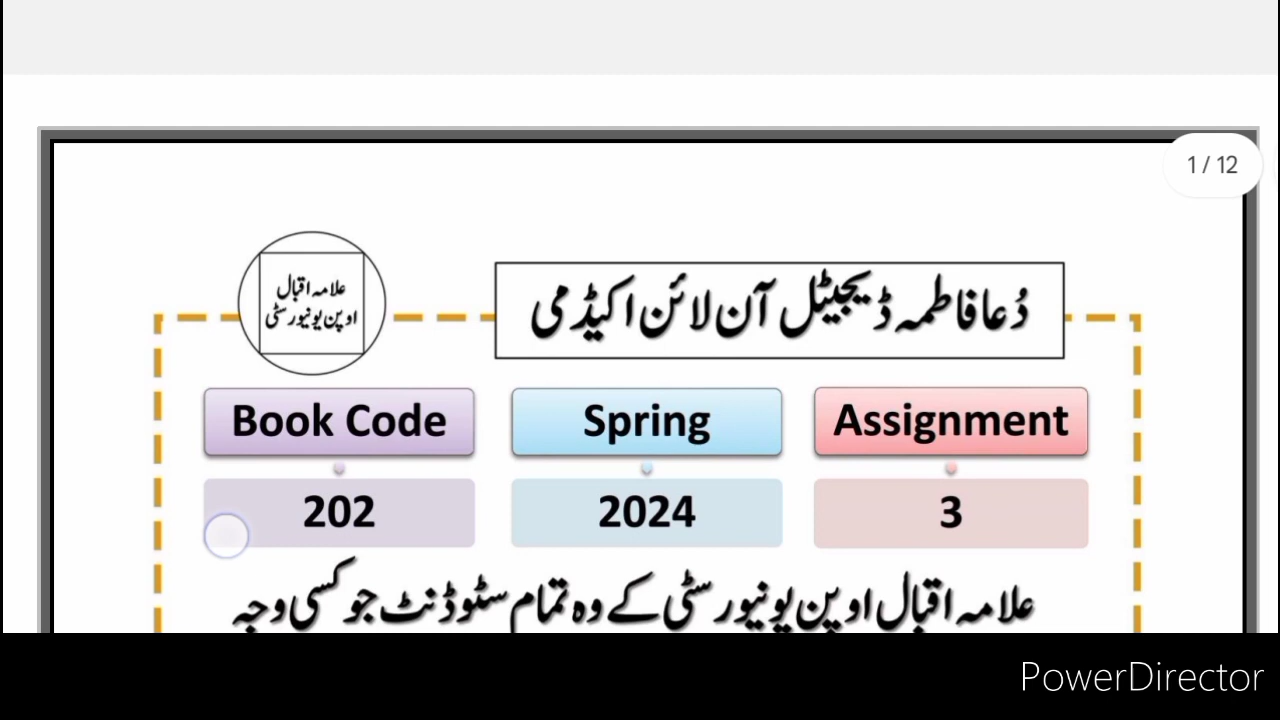 1 / 12
علامہ اقبال
اوپن یونیورسٹی
دُعا فاطمہ ڈیجیٹل آن لائن اکیڈمی
Book Code
Spring
Assignment
202
2024
3
علامہ اقبال اوپن یونیورسٹی کے وہ تمام سٹوڈنٹ جو کسی وجہ
PowerDirector